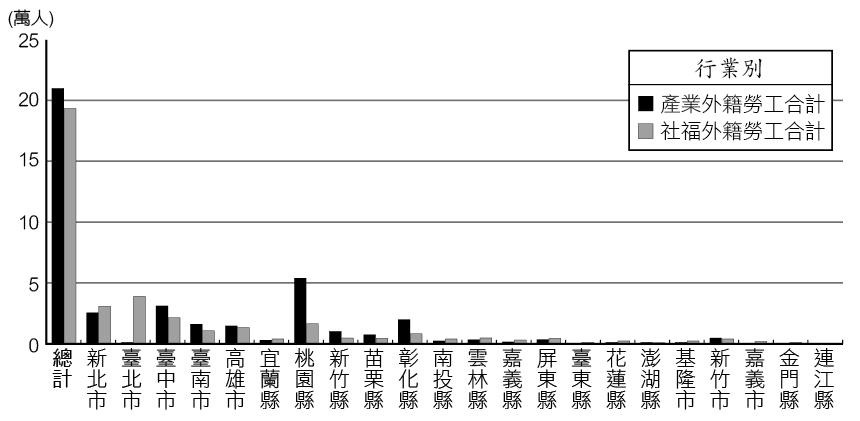 (萬人)
25
20
15
10
5
0
行業別
產業外籍勞工合計
社福外籍勞工合計
總計
新北市
臺北市
臺中市
臺南市
高雄市
宜蘭縣
桃園縣
新竹縣
苗栗縣
彰化縣
南投縣
雲林縣
嘉義縣
屏東縣
臺東縣
花蓮縣
澎湖縣
基隆市
新竹市
嘉義市
金門縣
連江縣